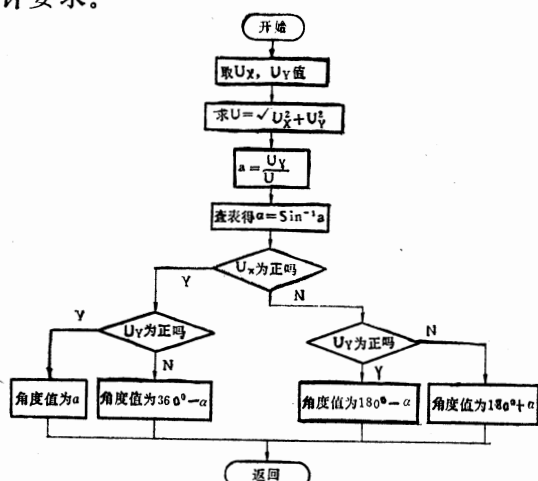 计要求。
开始
取Ux，UY值
求U=√U²X+U²Y
a=UY/U
查表得α=Sin⁻¹a
Ux为正吗
Y
N
Y
UY为正吗
UY为正吗
N
N
Y
角度值为a
角度值为360°-α
角度值为180°-α
角度值为180°+α
返回